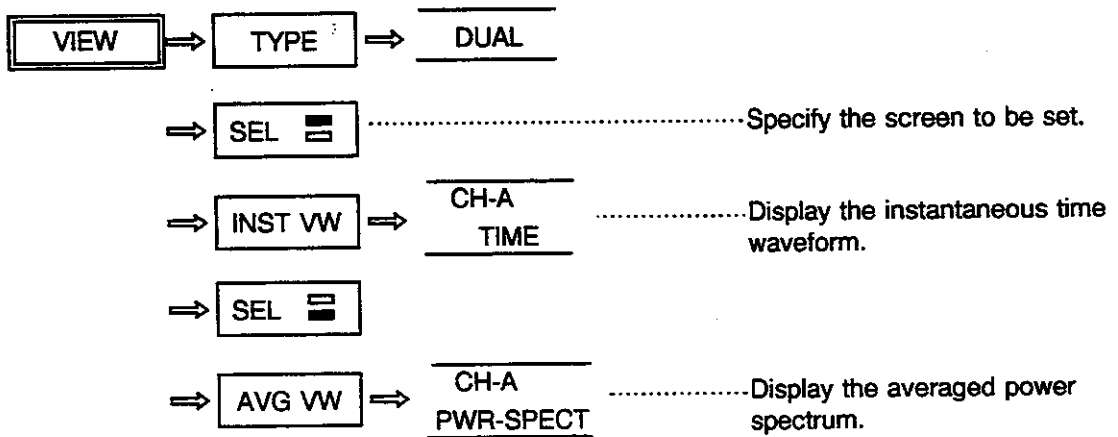 VIEW ⇒ TYPE ⇒ DUAL
⇒ SEL ........ Specify the screen to be set.
⇒ INST VW ⇒ CH-A TIME ........ Display the instantaneous time
waveform.
⇒ SEL
⇒ AVG VW ⇒ CH-A PWR-SPECT ........ Display the averaged power
spectrum.